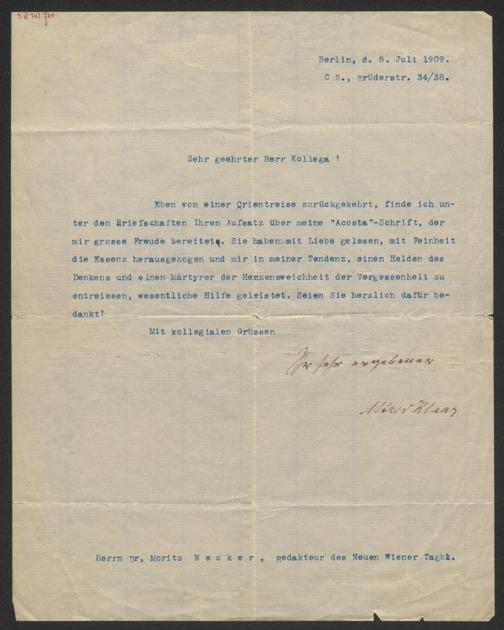 Berlin, d. 8. Juli 1909.
C 2., Brüderstr. 34/38.
Sehr geehrter Herr Kollega !
Eben von einer Orientreise zurückgekehrt, finde ich un-
ter den Briefschaften Ihren Aufsatz über meine "Acosta"-Schrift, der
mir grosse Freude bereitete. Sie haben mit Liebe gelesen, mit Feinheit
die Essenz herausgezogen und mir in meiner Tendenz, einen Helden des
Denkens und einen Märtyrer der Herzensweichheit der Vergessenheit zu
entreissen, wesentliche Hilfe geleistet. Seien Sie herzlich dafür be-
dankt!
Mit kollegialen Grüssen
Ihr sehr ergebener
Alfred Klaar
Herrn Dr, Moritz N e c k e r , Redakteur des Neuen Wiener Tagbl.